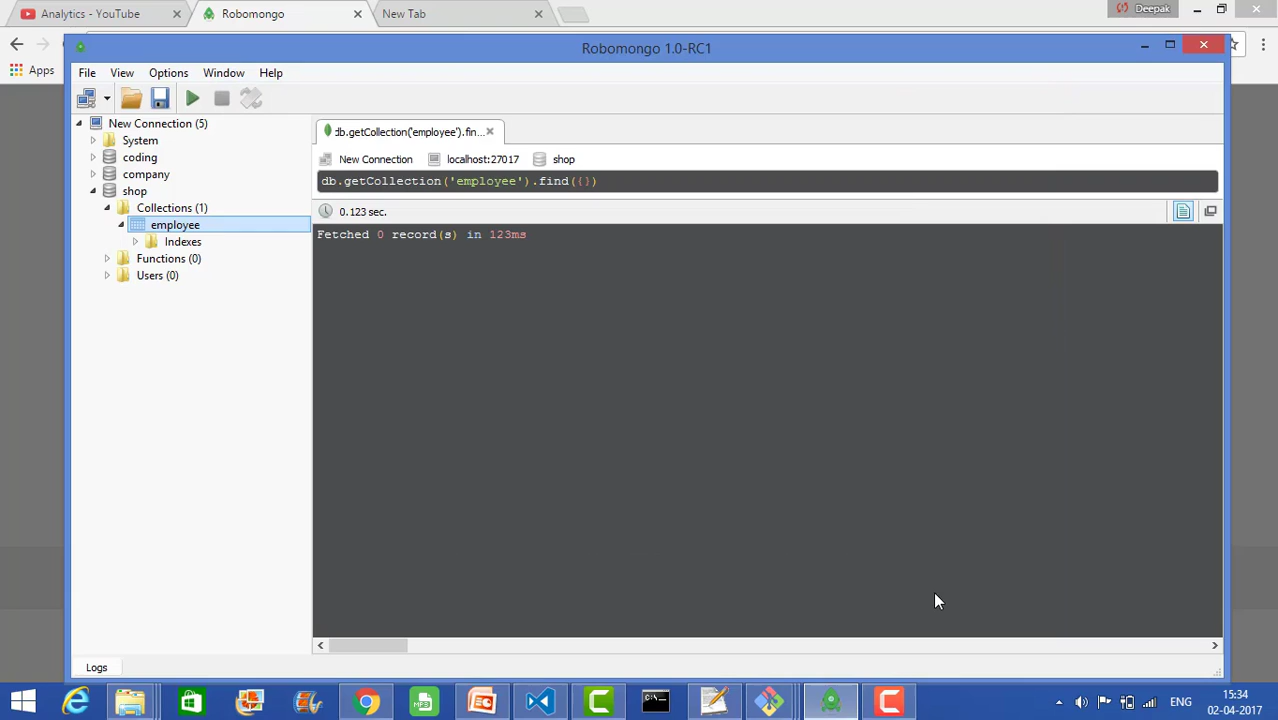 Analytics - YouTube
Robomongo
New Tab
Deepak
Apps
Robomongo 1.0-RC1
File View Options Window Help
New Connection (5)
System
coding
company
shop
Collections (1)
employee
Indexes
Functions (0)
Users (0)
db.getCollection('employee').fin...
New Connection localhost:27017 shop
db.getCollection('employee').find({})
0.123 sec.
Fetched 0 record(s) in 123ms
Logs
MP3
C:\_
ENG
15:34
02-04-2017